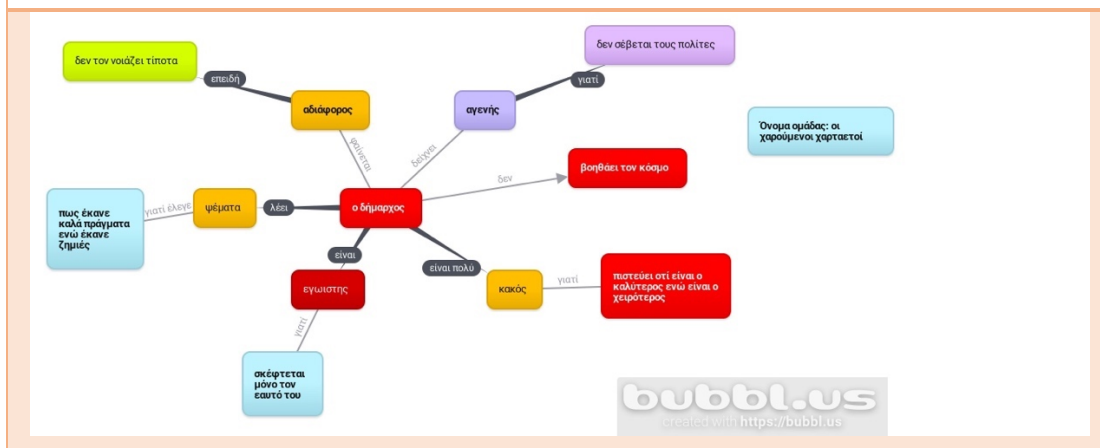 δεν σέβεται τους πολίτες
δεν τον νοιάζει τίποτα
επειδή
γιατί
αδιάφορος
αγενής
Όνομα ομάδας: οι
χαρούμενοι χαρταετοί
φαίνεται
δείχνει
βοηθάει τον κόσμο
δεν
πως έκανε
καλά πράγματα
ενώ έκανε
ζημιές
γιατί έλεγε
ψέματα
λέει
ο δήμαρχος
είναι
είναι πολύ
εγωιστης
κακός
γιατί
πιστεύει οτί είναι ο
καλύτερος ενώ είναι ο
χειρότερος
γιατί
σκέφτεται
μόνο τον
εαυτό του
bubbl.us
created with https://bubbl.us